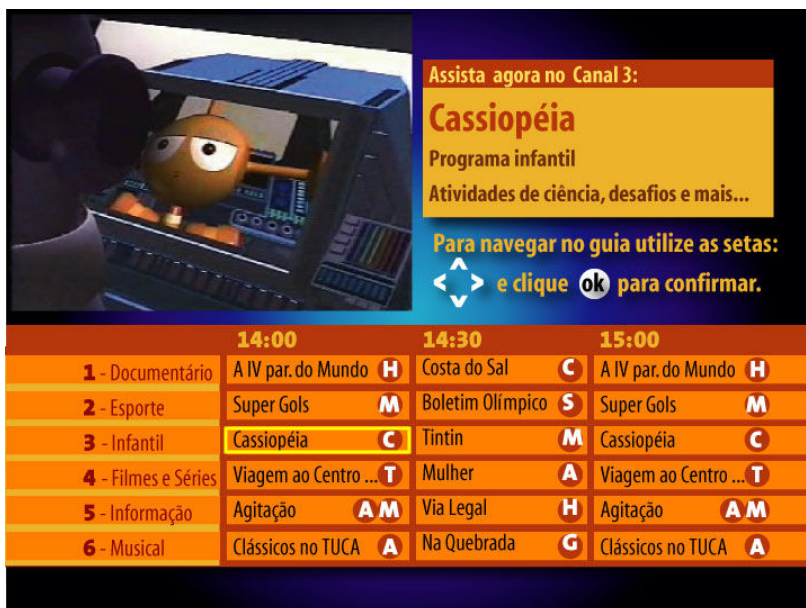 Assista agora no Canal 3:
Cassiopéia
Programa infantil
Atividades de ciência, desafios e mais...
Para navegar no guia utilize as setas:
e clique ok para confirmar.
14:00 14:30 15:00
1 - Documentário A IV par. do Mundo H Costa do Sal C A IV par. do Mundo H
2 - Esporte Super Gols M Boletim Olímpico S Super Gols M
3 - Infantil Cassiopéia C Tintin M Cassiopéia C
4 - Filmes e Séries Viagem ao Centro ... T Mulher A Viagem ao Centro ... T
5 - Informação Agitação A M Via Legal H Agitação A M
6 - Musical Clássicos no TUCA A Na Quebrada G Clássicos no TUCA A